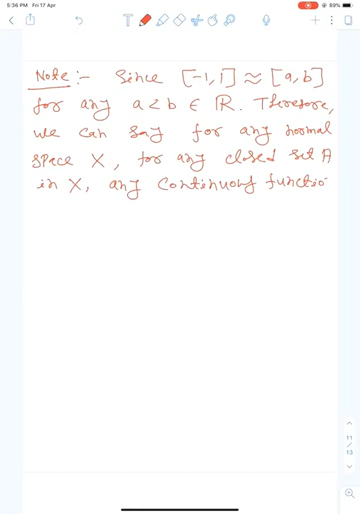 5:36 PM Fri 17 Apr
89%
Note :- Since [-1, 1] ≈ [a, b]
for any a < b ∈ ℝ. Therefore,
we can say for any normal
space X, for any closed set A
in X, any continuous functio
11
/
13